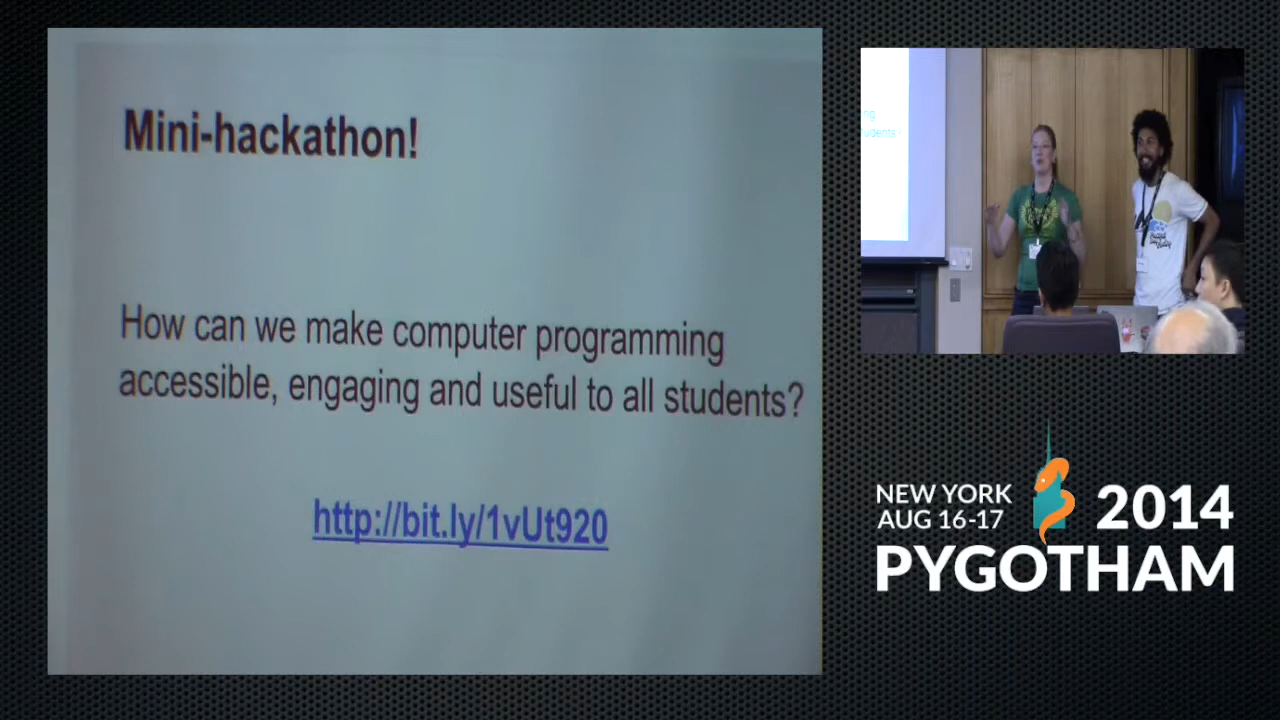 Mini-hackathon!
How can we make computer programming
accessible, engaging and useful to all students?
http://bit.ly/1vUt920
NEW YORK
AUG 16-17
2014
PYGOTHAM